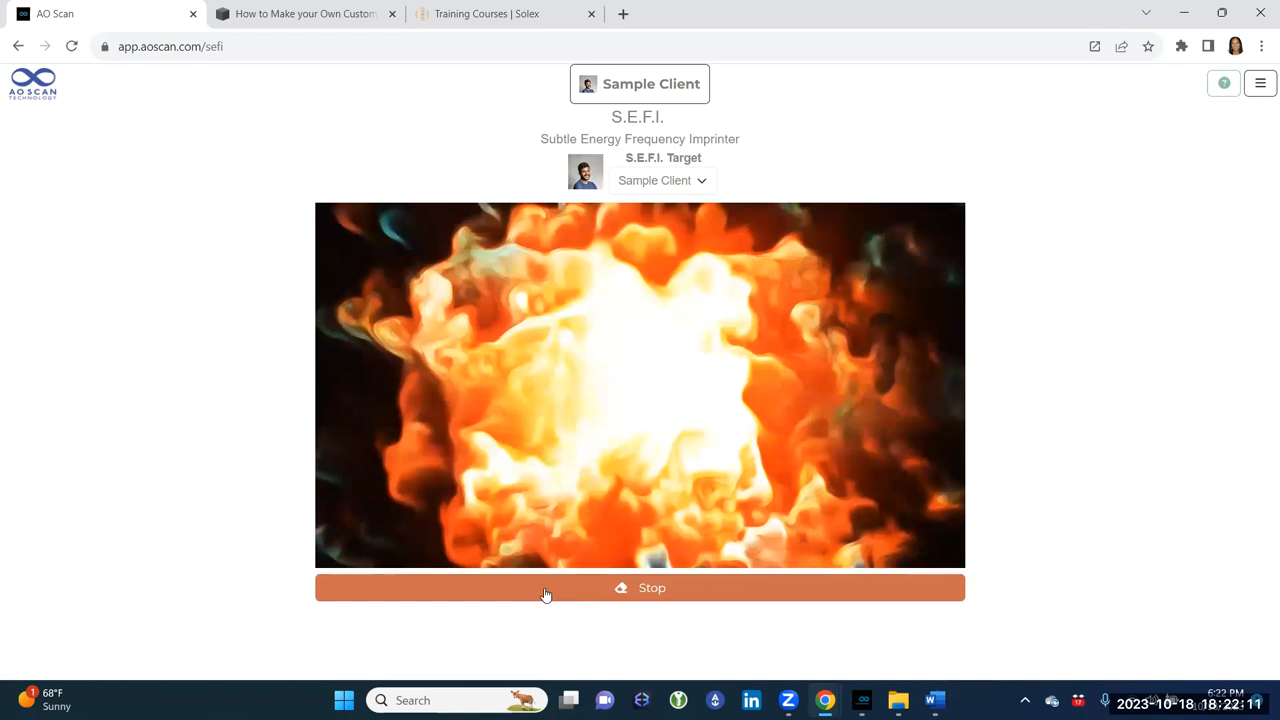 AO Scan
How to Make your Own Custom
Training Courses | Solex
app.aoscan.com/sefi
AO SCAN
TECHNOLOGY
Sample Client
S.E.F.I.
Subtle Energy Frequency Imprinter
S.E.F.I. Target
Sample Client
Stop
1
68°F
Sunny
Search
17
6:22 PM
2023-10-18 18:22:11